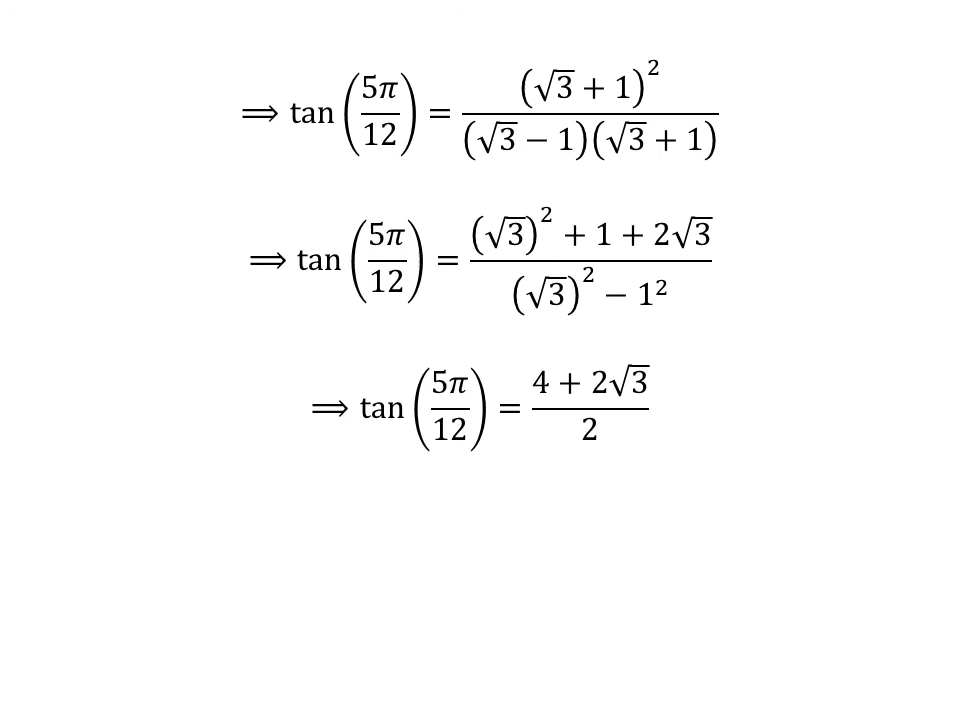 ⟹ tan (5π/12) = (√3 + 1)² / (√3 − 1)(√3 + 1)
⟹ tan (5π/12) = (√3)² + 1 + 2√3 / (√3)² − 1²
⟹ tan (5π/12) = 4 + 2√3 / 2